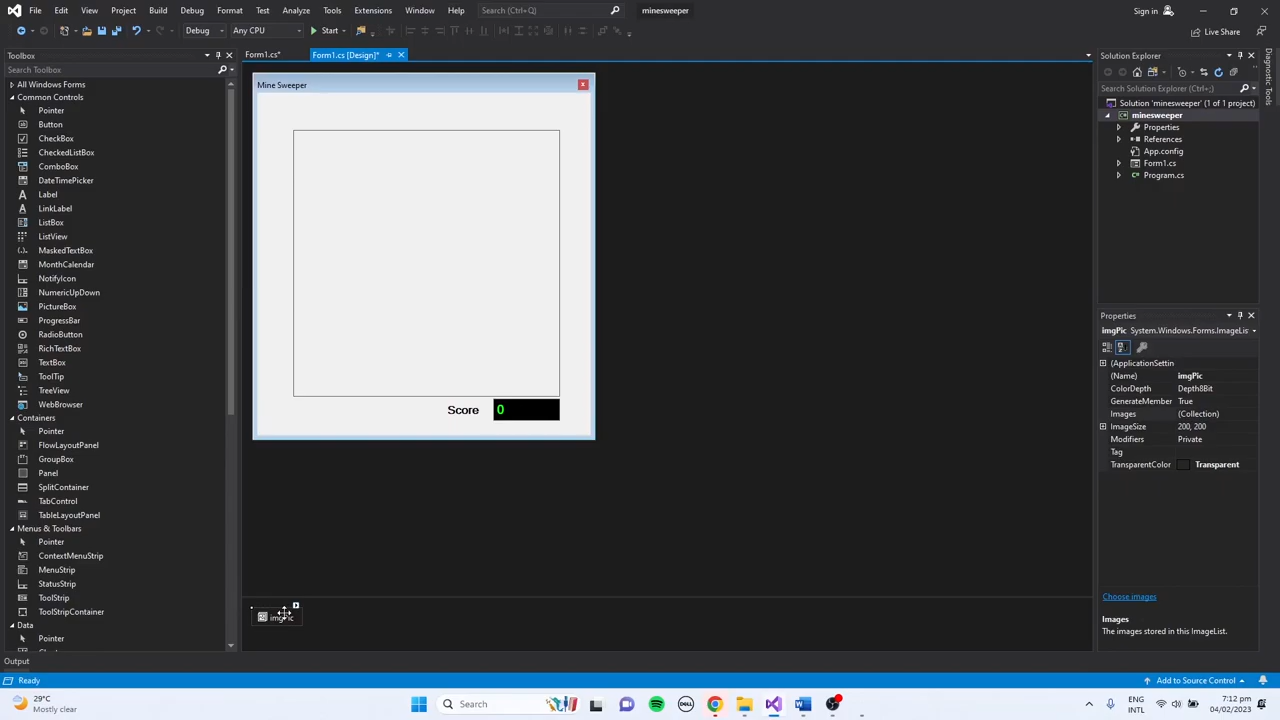 File Edit View Project Build Debug Format Test Analyze Tools Extensions Window Help Search (Ctrl+;) minesweeper Sign in
Debug Any CPU Start Live Share
Toolbox
Form1.cs* Form1.cs [Design]*
Solution Explorer
Search Toolbox
All Windows Forms
Common Controls
Pointer
Button
CheckBox
CheckedListBox
ComboBox
DateTimePicker
Label
LinkLabel
ListBox
ListView
MaskedTextBox
MonthCalendar
NotifyIcon
NumericUpDown
PictureBox
ProgressBar
RadioButton
RichTextBox
TextBox
ToolTip
TreeView
WebBrowser
Containers
Pointer
FlowLayoutPanel
GroupBox
Panel
SplitContainer
TabControl
TableLayoutPanel
Menus & Toolbars
Pointer
ContextMenuStrip
MenuStrip
StatusStrip
ToolStrip
ToolStripContainer
Data
Pointer
Mine Sweeper
Score 0
imgPic
Search Solution Explorer (Ctrl+;)
Solution 'minesweeper' (1 of 1 project)
minesweeper
Properties
References
App.config
Form1.cs
Program.cs
Diagnostic Tools
Properties
imgPic System.Windows.Forms.ImageLis
(ApplicationSettin
(Name) imgPic
ColorDepth Depth8Bit
GenerateMember True
Images (Collection)
ImageSize 200, 200
Modifiers Private
Tag
TransparentColor Transparent
Choose images
Images
The images stored in this ImageList.
Output
Ready Add to Source Control
29°C
Mostly clear
Search
DELL
ENG
INTL
7:12 pm
04/02/2023